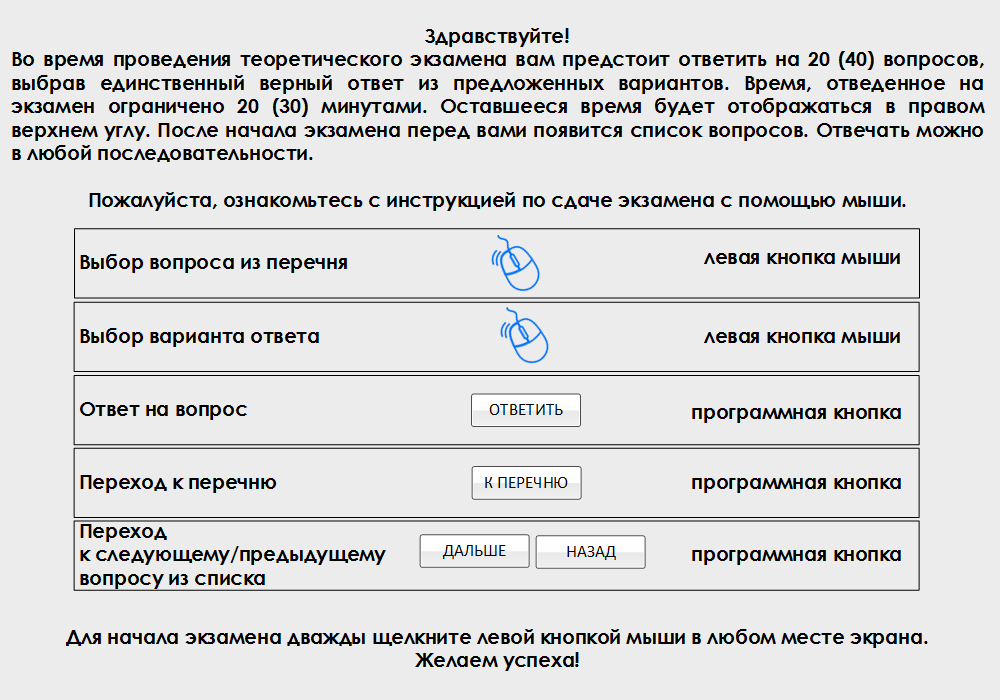 Здравствуйте!
Во время проведения теоретического экзамена вам предстоит ответить на 20 (40) вопросов,
выбрав единственный верный ответ из предложенных вариантов. Время, отведенное на
экзамен ограничено 20 (30) минутами. Оставшееся время будет отображаться в правом
верхнем углу. После начала экзамена перед вами появится список вопросов. Отвечать можно
в любой последовательности.
Пожалуйста, ознакомьтесь с инструкцией по сдаче экзамена с помощью мыши.
Выбор вопроса из перечня левая кнопка мыши
Выбор варианта ответа левая кнопка мыши
Ответ на вопрос ОТВЕТИТЬ программная кнопка
Переход к перечню К ПЕРЕЧНЮ программная кнопка
Переход
к следующему/предыдущему ДАЛЬШЕ НАЗАД программная кнопка
вопросу из списка
Для начала экзамена дважды щелкните левой кнопкой мыши в любом месте экрана.
Желаем успеха!